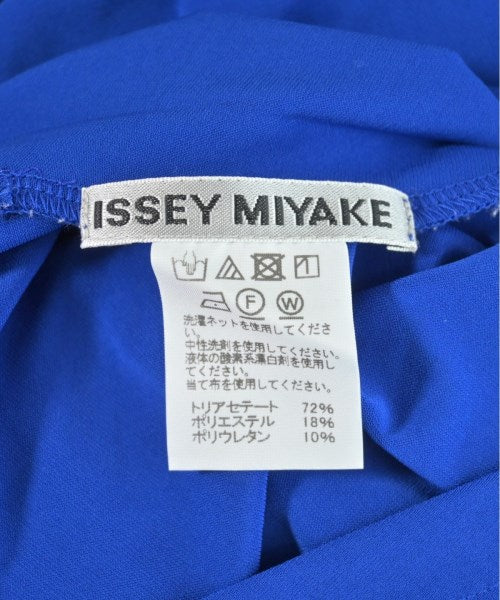 ISSEY MIYAKE
F W
洗濯ネットを使用してくださ
い。
中性洗剤を使用してください。
液体の酸素系漂白剤を使用し
てください。
当て布を使用してください。
トリアセテート 72%
ポリエステル 18%
ポリウレタン 10%